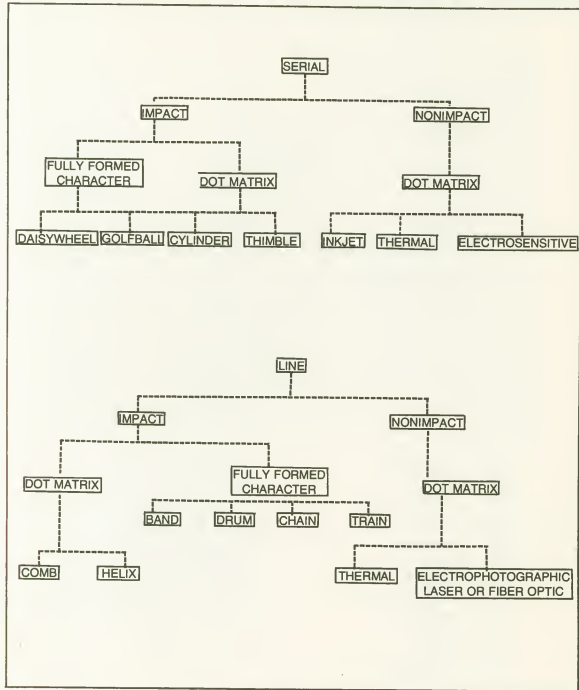 SERIAL
IMPACT
NONIMPACT
FULLY FORMED
CHARACTER
DOT MATRIX
DOT MATRIX
DAISYWHEEL
GOLFBALL
CYLINDER
THIMBLE
INKJET
THERMAL
ELECTROSENSITIVE
LINE
IMPACT
NONIMPACT
DOT MATRIX
FULLY FORMED
CHARACTER
DOT MATRIX
BAND
DRUM
CHAIN
TRAIN
COMB
HELIX
THERMAL
ELECTROPHOTOGRAPHIC
LASER OR FIBER OPTIC